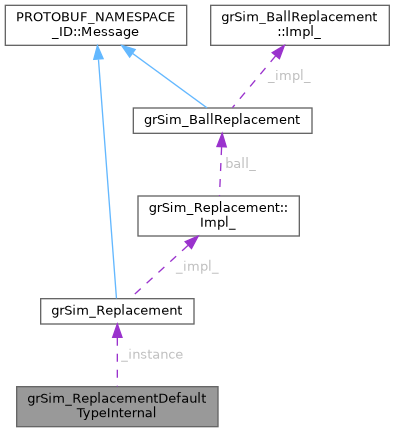 PROTOBUF_NAMESPACE
_ID::Message
grSim_BallReplacement
::Impl_
_impl_
grSim_BallReplacement
ball_
grSim_Replacement::
Impl_
_impl_
grSim_Replacement
_instance
grSim_ReplacementDefault
TypeInternal